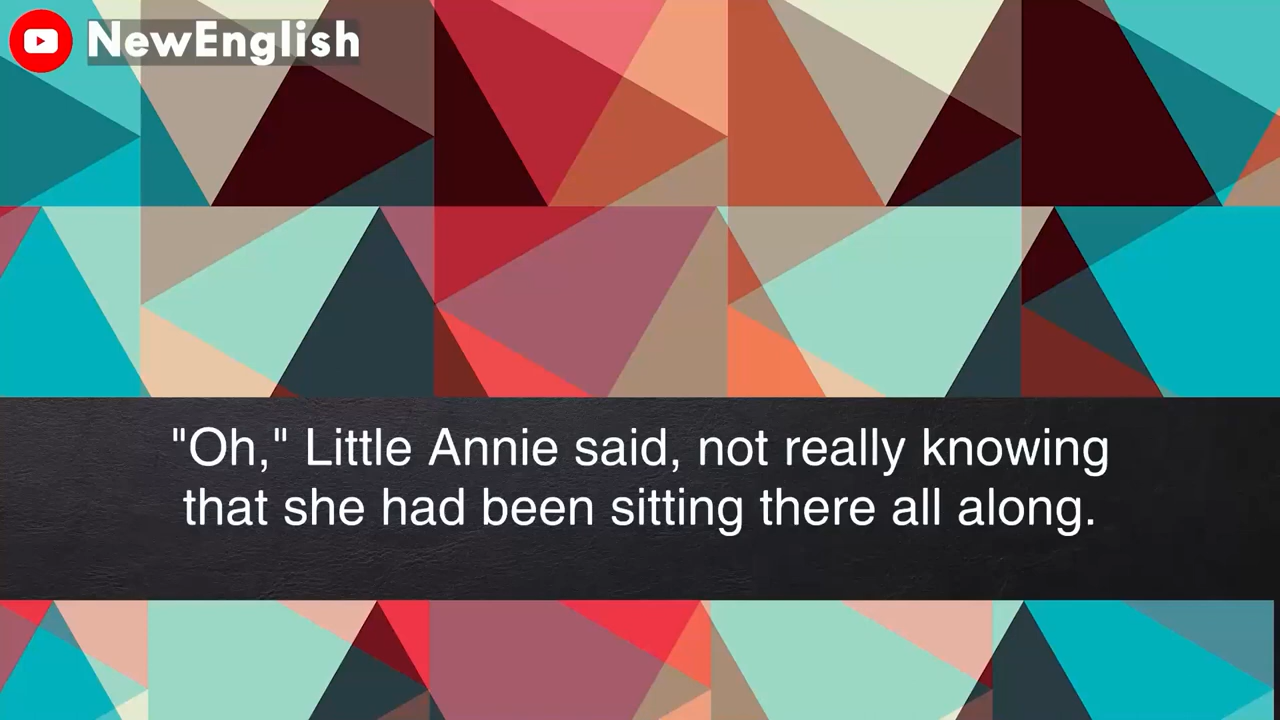 NewEnglish
"Oh," Little Annie said, not really knowing
that she had been sitting there all along.